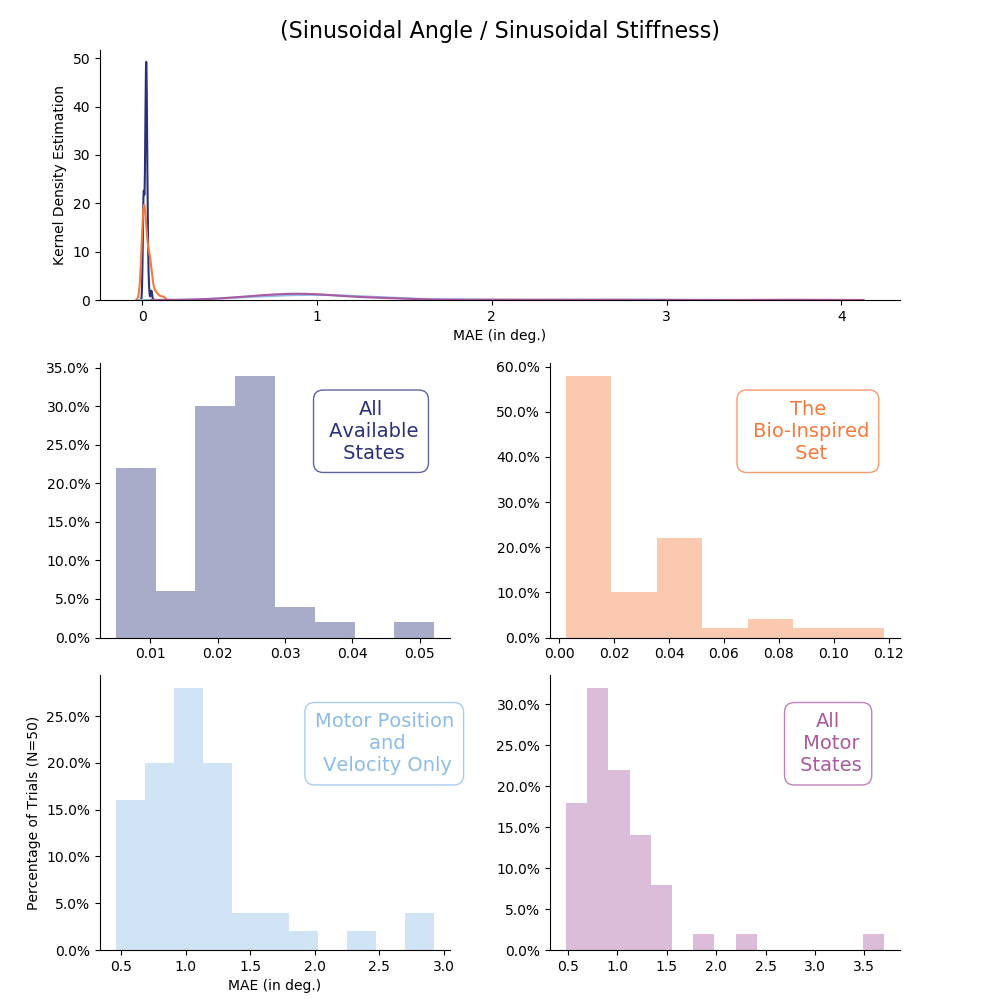 (Sinusoidal Angle / Sinusoidal Stiffness)
Kernel Density Estimation
50
40
30
20
10
0
0 1 2 3 4
MAE (in deg.)
35.0%
30.0%
25.0%
20.0%
15.0%
10.0%
5.0%
0.0%
0.01 0.02 0.03 0.04 0.05
All
Available
States
60.0%
50.0%
40.0%
30.0%
20.0%
10.0%
0.0%
0.00 0.02 0.04 0.06 0.08 0.10 0.12
The
Bio-Inspired
Set
Percentage of Trials (N=50)
25.0%
20.0%
15.0%
10.0%
5.0%
0.0%
0.5 1.0 1.5 2.0 2.5 3.0
MAE (in deg.)
Motor Position
and
Velocity Only
30.0%
25.0%
20.0%
15.0%
10.0%
5.0%
0.0%
0.5 1.0 1.5 2.0 2.5 3.0 3.5
All
Motor
States